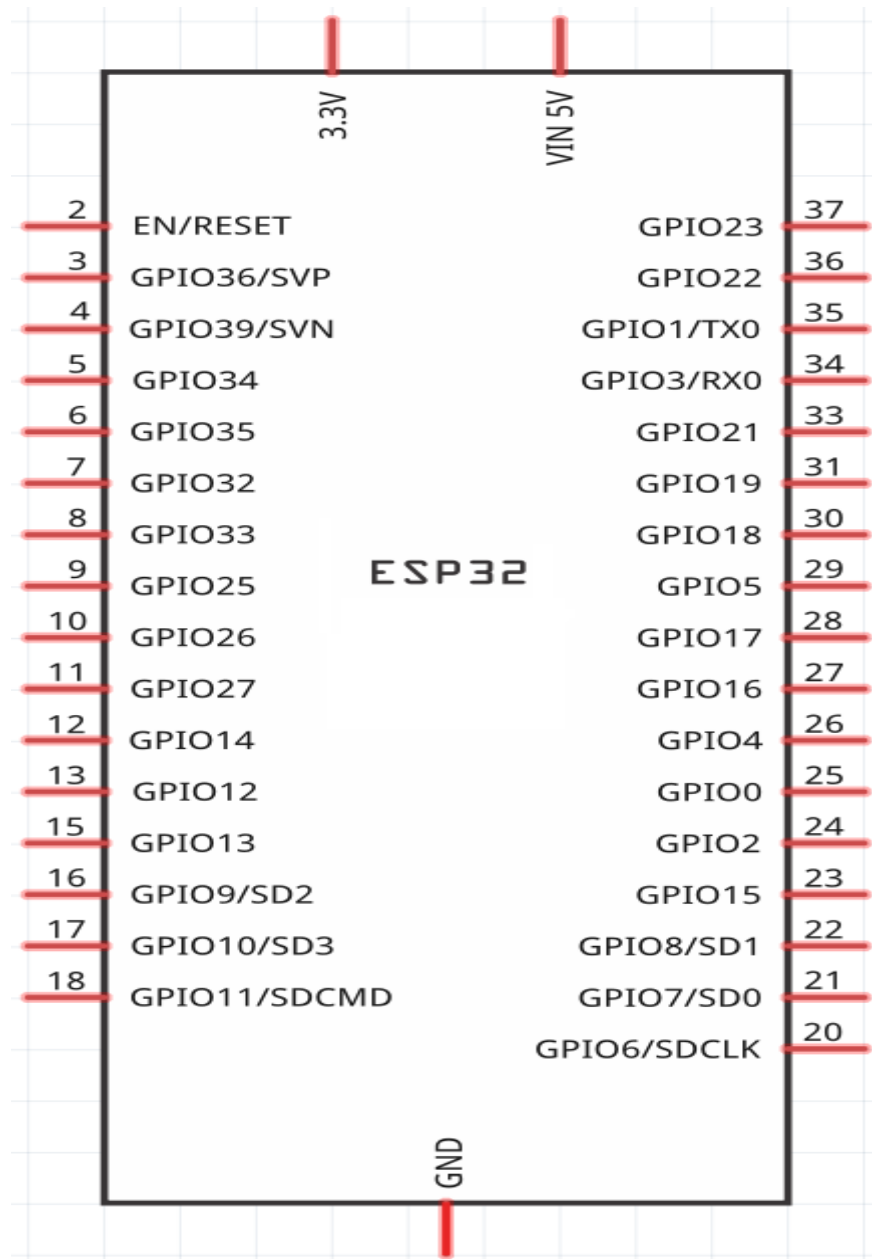 3.3V VIN 5V
2 EN/RESET GPIO23 37
3 GPIO36/SVP GPIO22 36
4 GPIO39/SVN GPIO1/TX0 35
5 GPIO34 GPIO3/RX0 34
6 GPIO35 GPIO21 33
7 GPIO32 GPIO19 31
8 GPIO33 GPIO18 30
ESP32
9 GPIO25 GPIO5 29
10 GPIO26 GPIO17 28
11 GPIO27 GPIO16 27
12 GPIO14 GPIO4 26
13 GPIO12 GPIO0 25
15 GPIO13 GPIO2 24
16 GPIO9/SD2 GPIO15 23
17 GPIO10/SD3 GPIO8/SD1 22
18 GPIO11/SDCMD GPIO7/SD0 21
GPIO6/SDCLK 20
GND